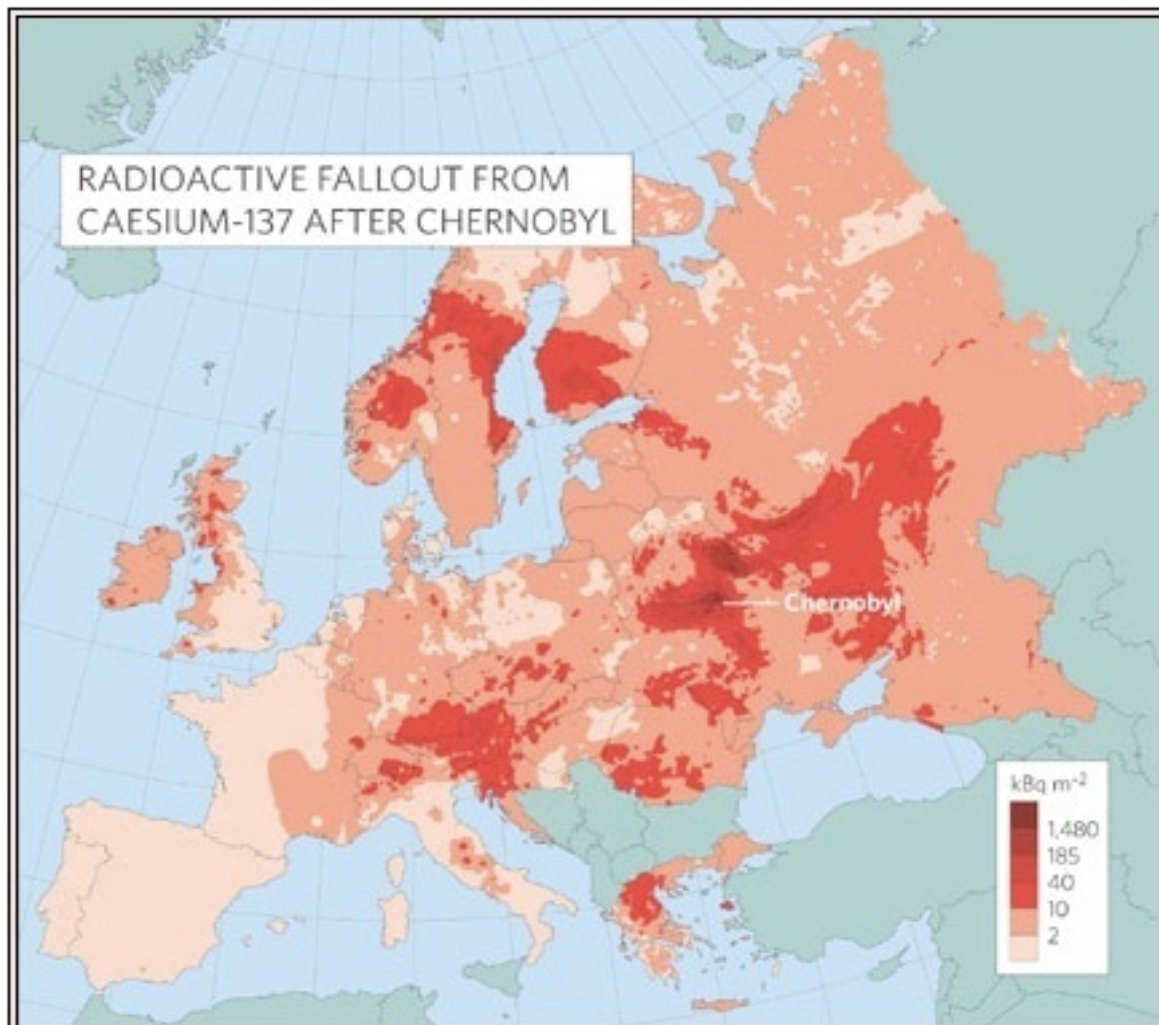 RADIOACTIVE FALLOUT FROM
CAESIUM-137 AFTER CHERNOBYL
Chernobyl
kBq m⁻²
1,480
185
40
10
2